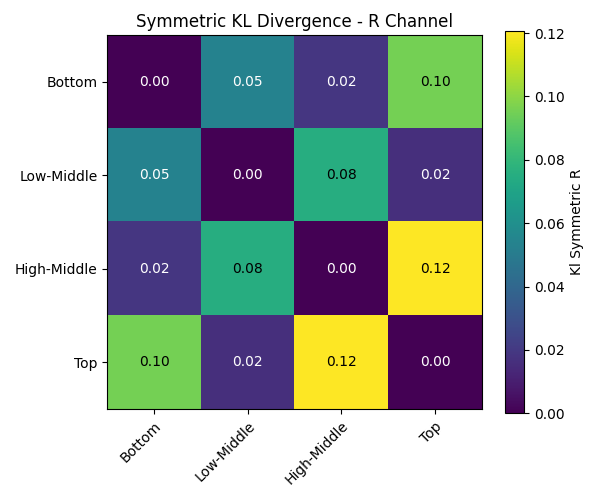 Symmetric KL Divergence - R Channel
Bottom 0.00 0.05 0.02 0.10
Low-Middle 0.05 0.00 0.08 0.02
High-Middle 0.02 0.08 0.00 0.12
Top 0.10 0.02 0.12 0.00
Bottom Low-Middle High-Middle Top
0.12
0.10
0.08
0.06
0.04
0.02
0.00
Kl Symmetric R